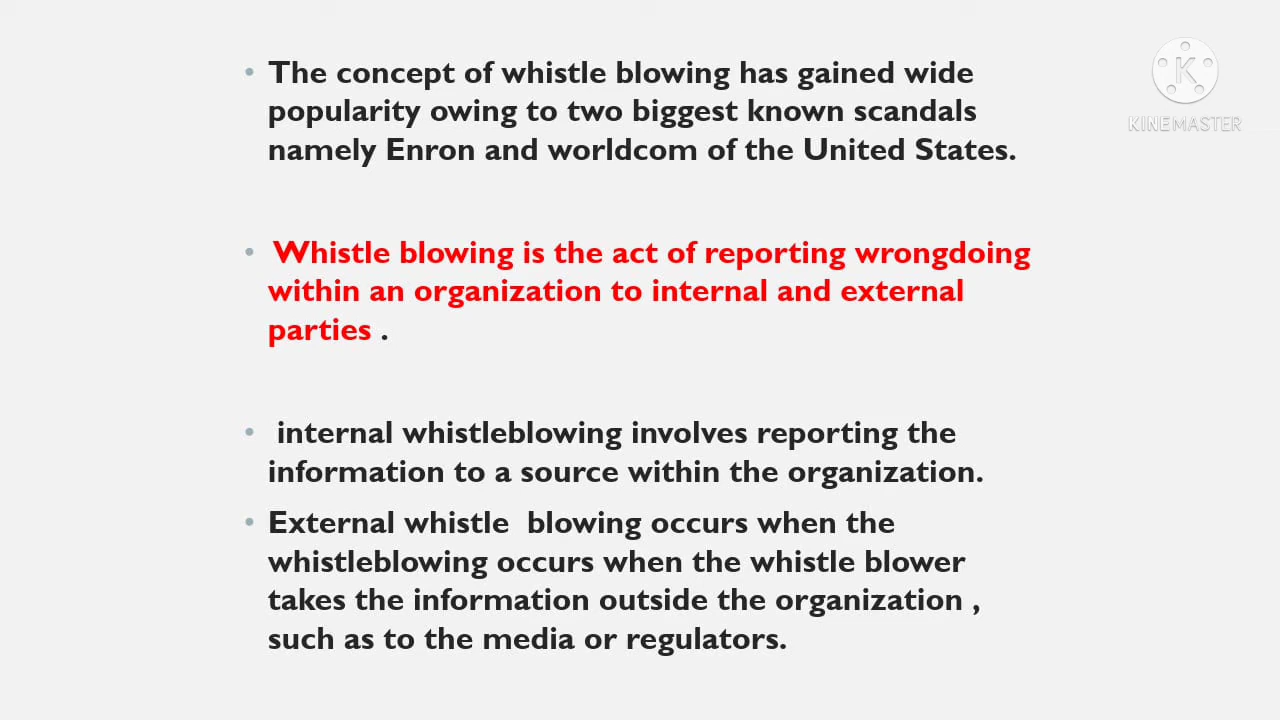 • The concept of whistle blowing has gained wide
popularity owing to two biggest known scandals
namely Enron and worldcom of the United States.
• Whistle blowing is the act of reporting wrongdoing
within an organization to internal and external
parties .
• internal whistleblowing involves reporting the
information to a source within the organization.
• External whistle  blowing occurs when the
whistleblowing occurs when the whistle blower
takes the information outside the organization ,
such as to the media or regulators.
K
KINEMASTER